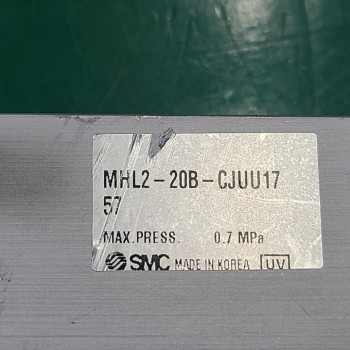 MHL2-20B-CJUU17
57
MAX.PRESS. 0.7 MPa
SMC MADE IN KOREA UV